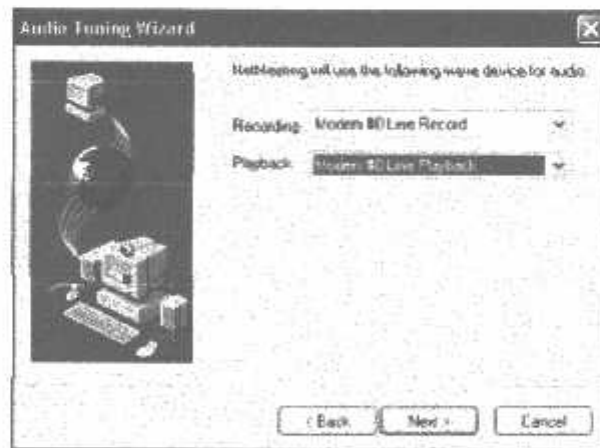 Audio Tuning Wizard
NetMeeting will use the following wave device for audio.
Recording: Modem #0 Line Record
Playback: Modem #0 Line Playback
< Back
Next >
Cancel